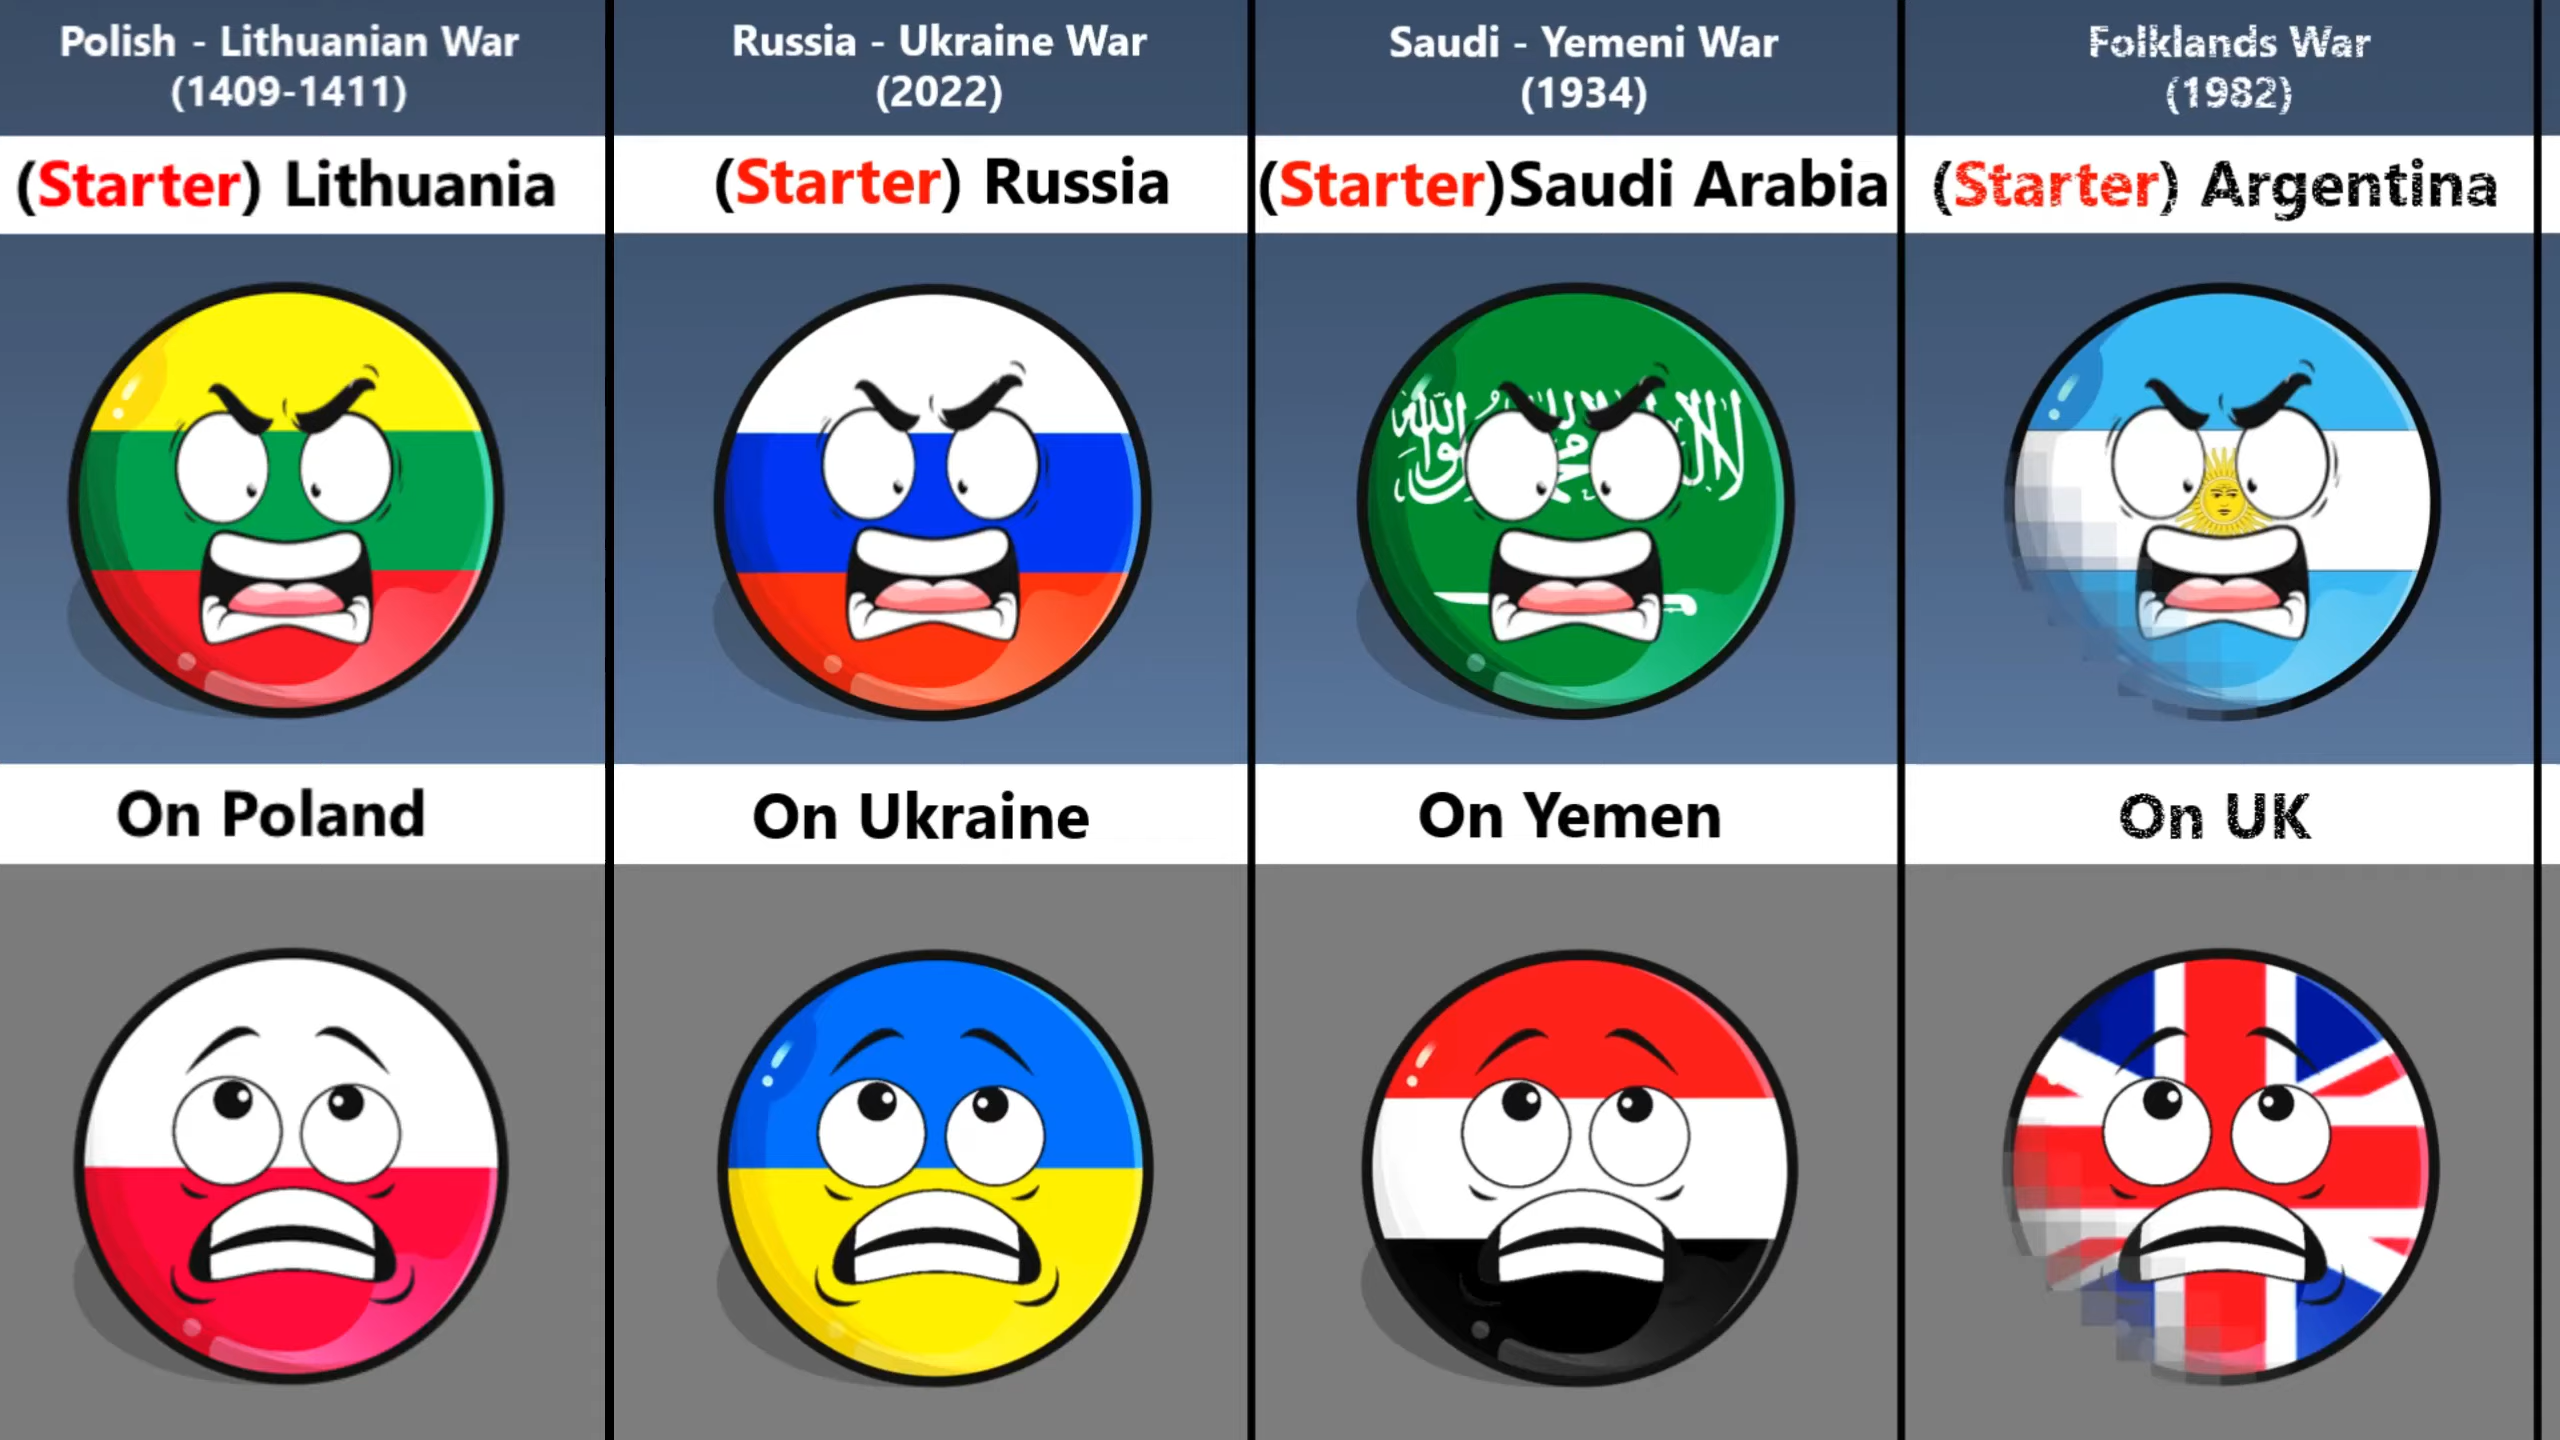 Polish - Lithuanian War
(1409-1411)
(Starter) Lithuania
On Poland
Russia - Ukraine War
(2022)
(Starter) Russia
On Ukraine
Saudi - Yemeni War
(1934)
(Starter)Saudi Arabia
On Yemen
Folklands War
(1982)
(Starter) Argentina
On UK